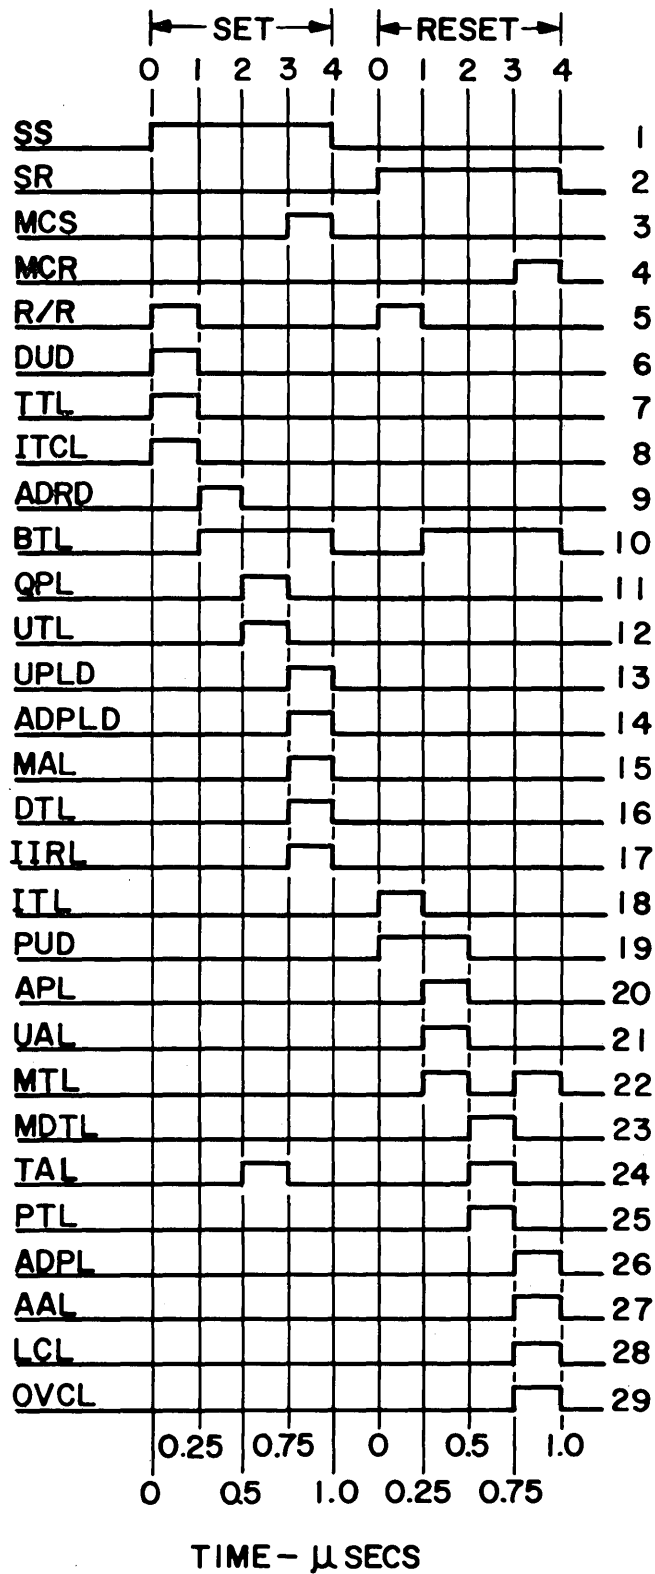 SET RESET
0 1 2 3 4 0 1 2 3 4
SS 1
SR 2
MCS 3
MCR 4
R/R 5
DUD 6
TTL 7
ITCL 8
ADRD 9
BTL 10
QPL 11
UTL 12
UPLD 13
ADPLD 14
MAL 15
DTL 16
IIRL 17
ITL 18
PUD 19
APL 20
UAL 21
MTL 22
MDTL 23
TAL 24
PTL 25
ADPL 26
AAL 27
LCL 28
OVCL 29
0.25 0.75 0 0.5 1.0
0 0.5 1.0 0.25 0.75
TIME - μ SECS